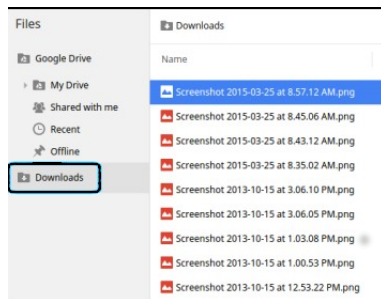 Files
Google Drive
My Drive
Shared with me
Recent
Offline
Downloads
Downloads
Name
Screenshot 2015-03-25 at 8.57.12 AM.png
Screenshot 2015-03-25 at 8.45.06 AM.png
Screenshot 2015-03-25 at 8.43.12 AM.png
Screenshot 2015-03-25 at 8.35.02 AM.png
Screenshot 2013-10-15 at 3.06.10 PM.png
Screenshot 2013-10-15 at 3.06.05 PM.png
Screenshot 2013-10-15 at 1.03.08 PM.png
Screenshot 2013-10-15 at 1.00.53 PM.png
Screenshot 2013-10-15 at 12.53.22 PM.png